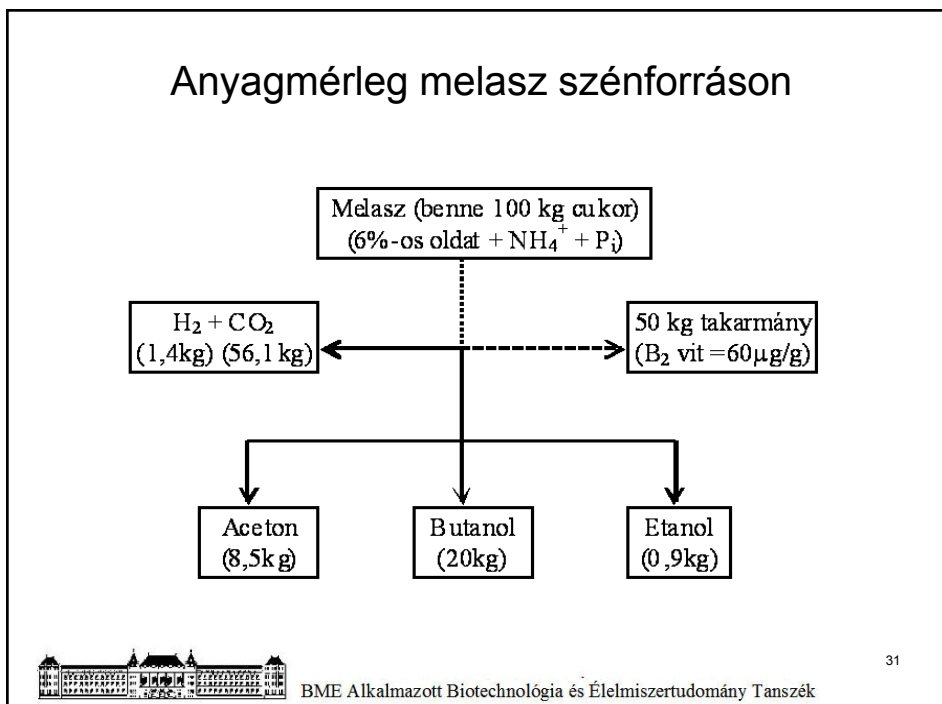 Anyagmérleg melasz szénforráson
Melasz (benne 100 kg cukor)
(6%-os oldat + NH₄⁺ + Pᵢ)
H₂ + CO₂
(1,4kg) (56,1kg)
50 kg takarmány
(B₂ vit =60µg/g)
Aceton
(8,5kg)
Butanol
(20kg)
Etanol
(0,9kg)
31
BME Alkalmazott Biotechnológia és Élelmiszertudomány Tanszék